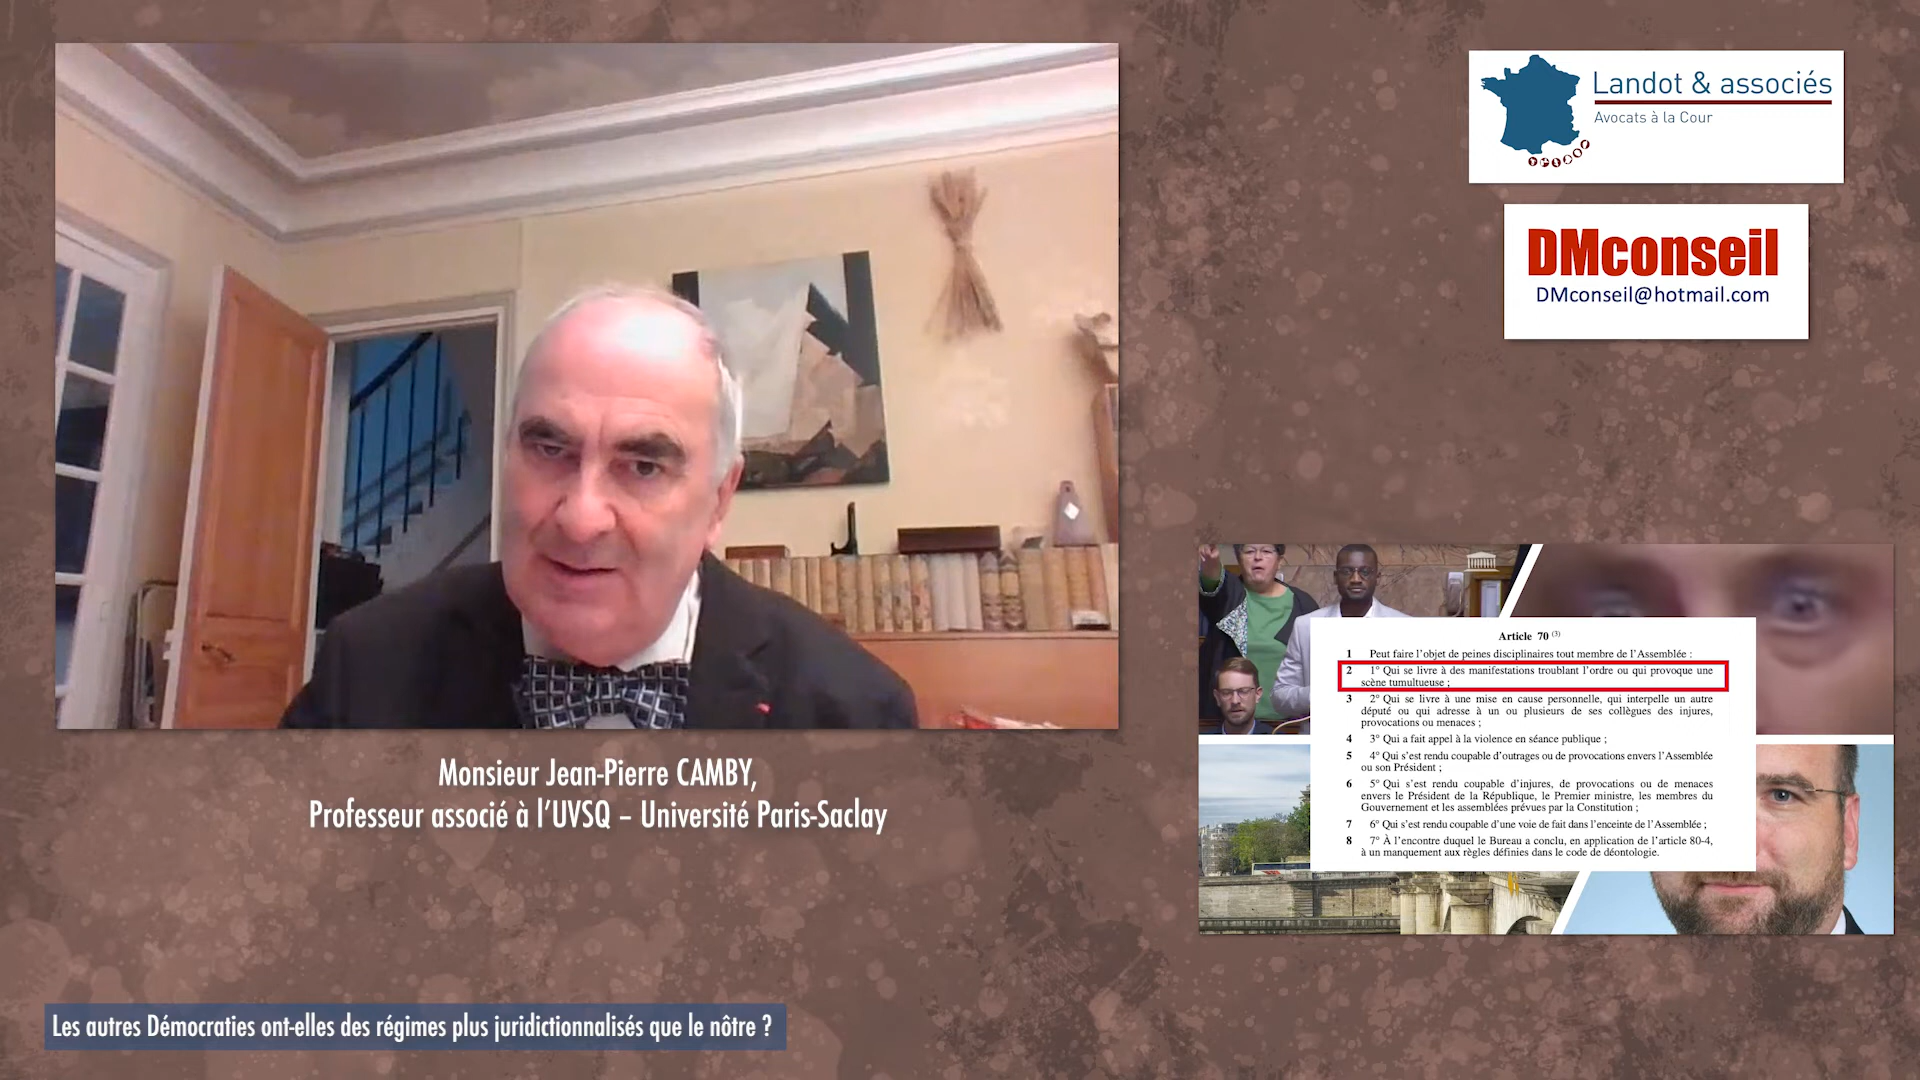 Landot & associés
Avocats à la Cour
DMconseil
DMconseil@hotmail.com
Article 70 (3)
1 Peut faire l'objet de peines disciplinaires tout membre de l'Assemblée :
2 1° Qui se livre à des manifestations troublant l'ordre ou qui provoque une
scène tumultueuse ;
3 2° Qui se livre à une mise en cause personnelle, qui interpelle un autre
député ou qui adresse à un ou plusieurs de ses collègues des injures,
provocations ou menaces ;
4 3° Qui a fait appel à la violence en séance publique ;
5 4° Qui s'est rendu coupable d'outrages ou de provocations envers l'Assemblée
ou son Président ;
6 5° Qui s'est rendu coupable d'injures, de provocations ou de menaces
envers le Président de la République, le Premier ministre, les membres du
Gouvernement et les assemblées prévues par la Constitution ;
7 6° Qui s'est rendu coupable d'une voie de fait dans l'enceinte de l'Assemblée ;
8 7° À l'encontre duquel le Bureau a conclu, en application de l'article 80-4,
à un manquement aux règles définies dans le code de déontologie.
Monsieur Jean-Pierre CAMBY,
Professeur associé à l'UVSQ – Université Paris-Saclay
Les autres Démocraties ont-elles des régimes plus juridictionnalisés que le nôtre ?